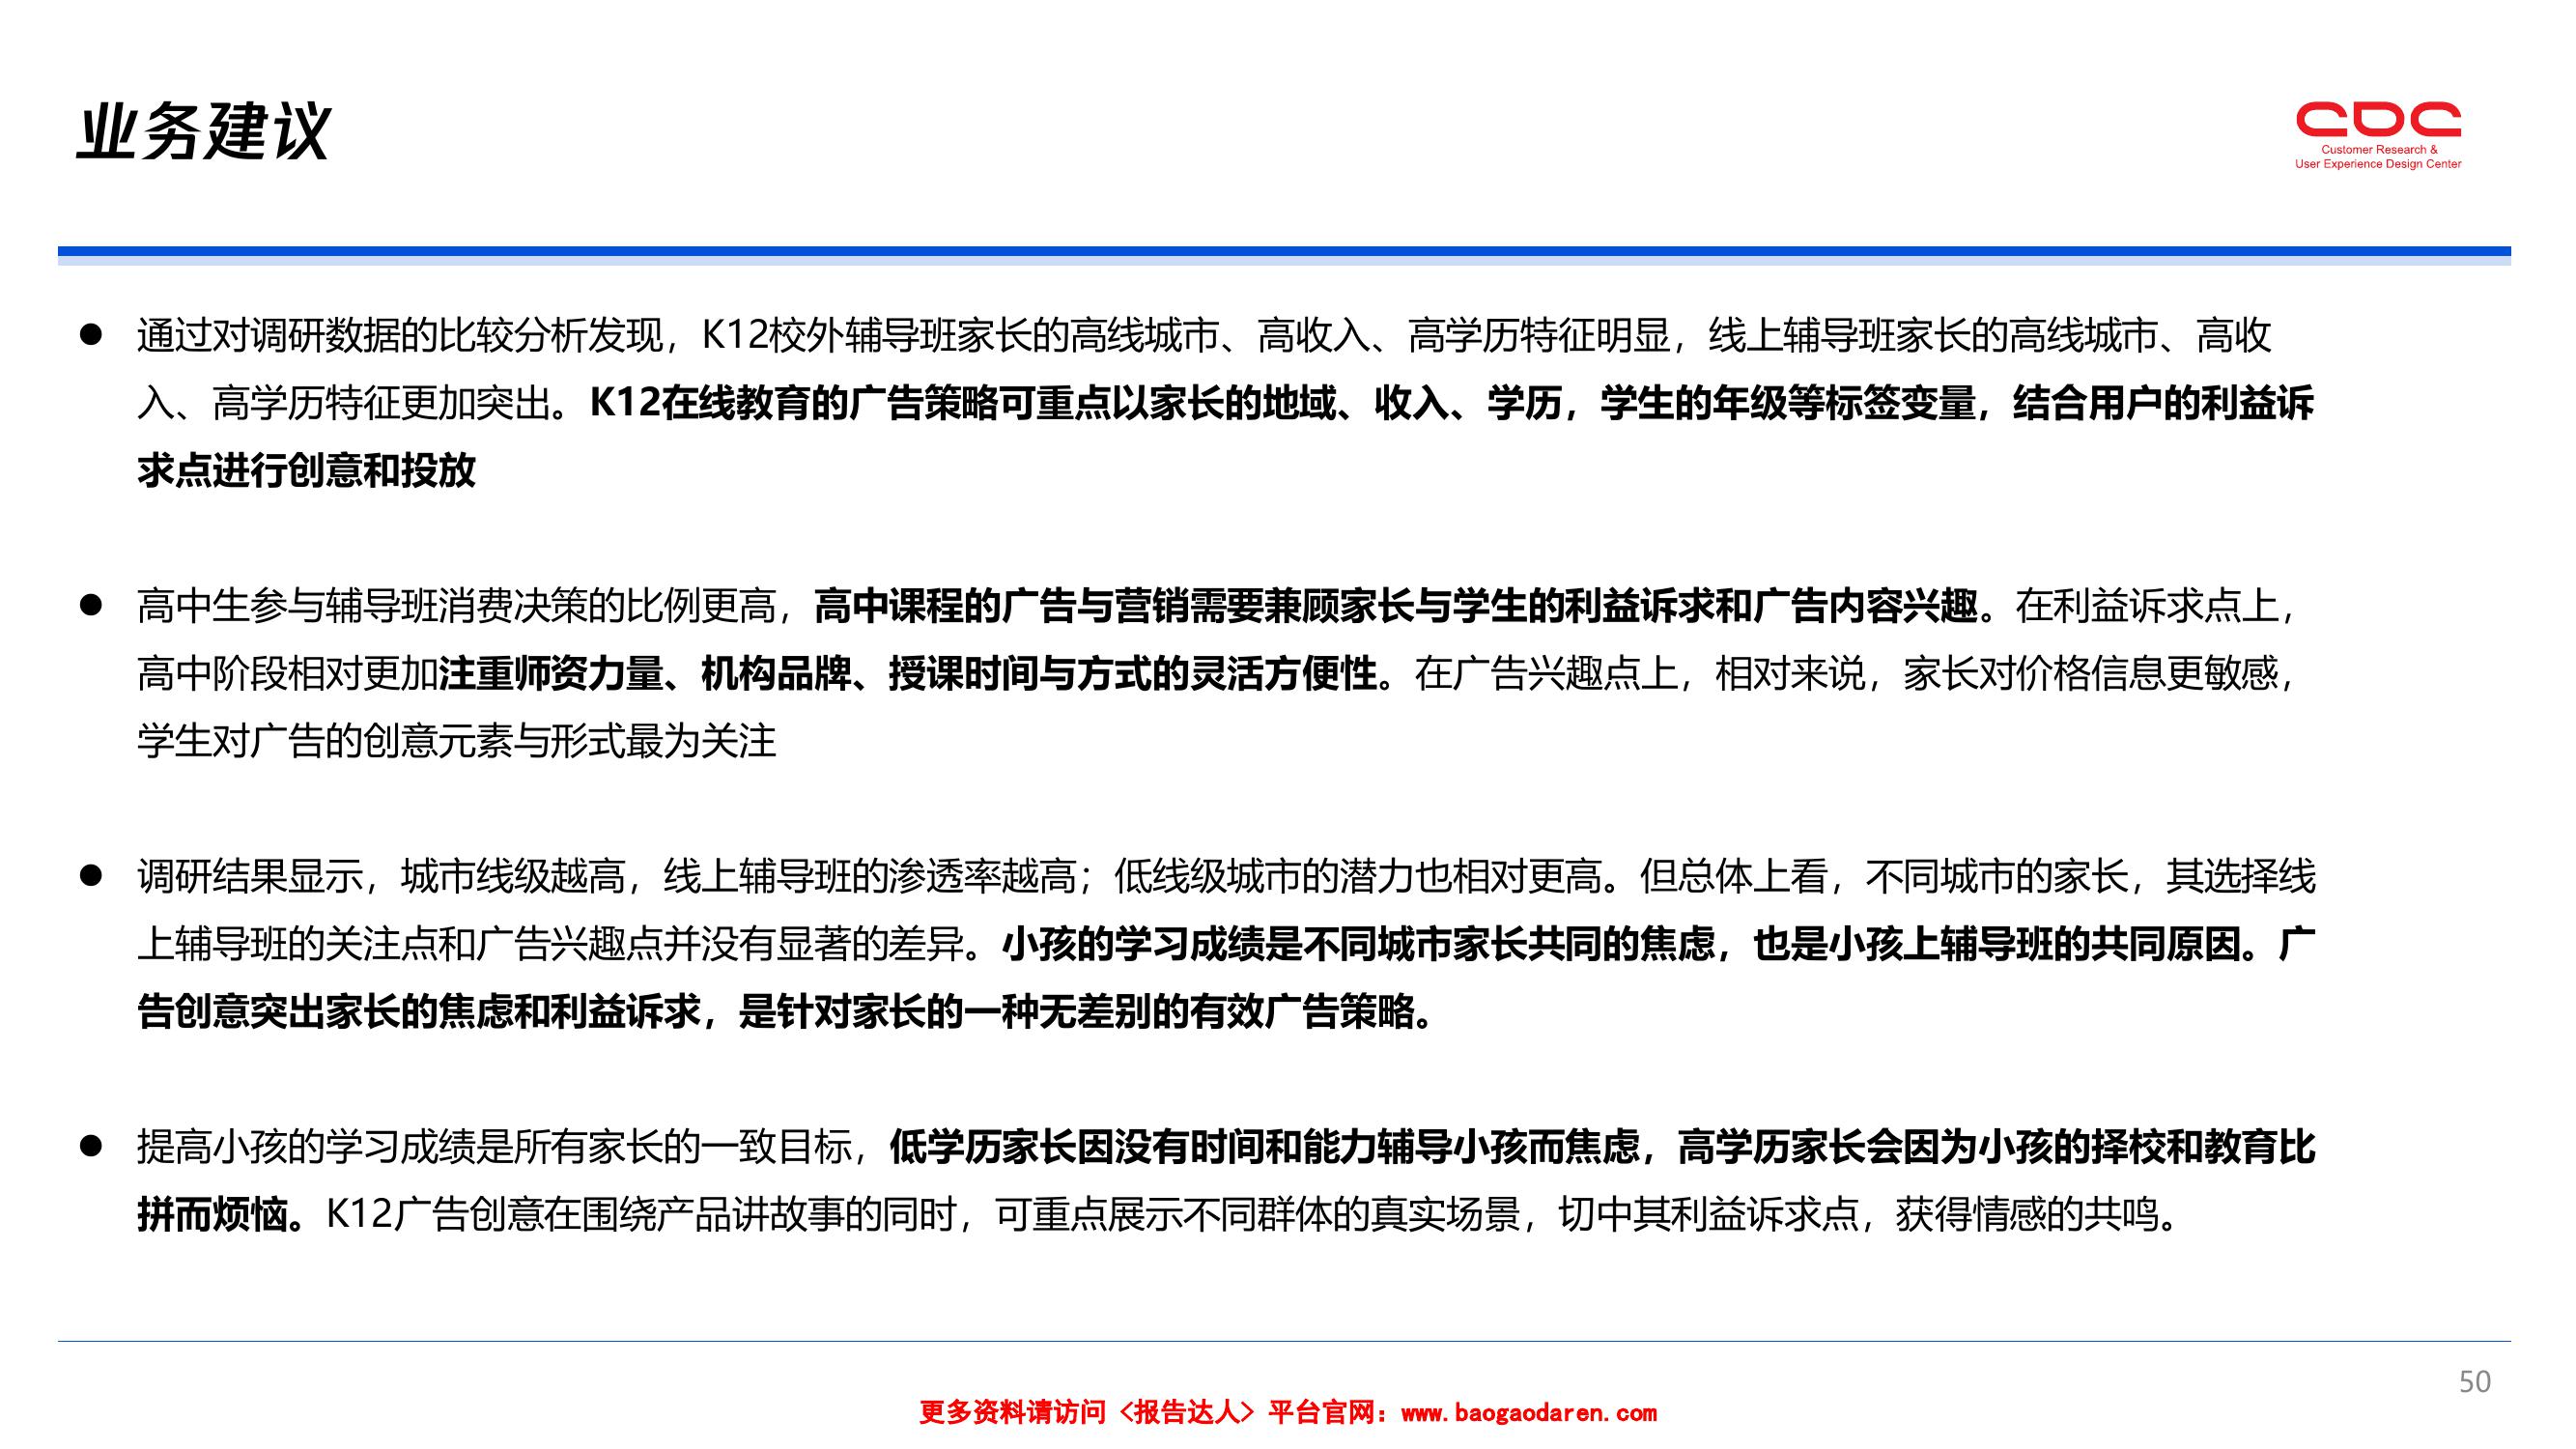 业务建议
CDC
Customer Research &
User Experience Design Center
● 通过对调研数据的比较分析发现，K12校外辅导班家长的高线城市、高收入、高学历特征明显，线上辅导班家长的高线城市、高收
入、高学历特征更加突出。K12在线教育的广告策略可重点以家长的地域、收入、学历，学生的年级等标签变量，结合用户的利益诉
求点进行创意和投放
● 高中生参与辅导班消费决策的比例更高，高中课程的广告与营销需要兼顾家长与学生的利益诉求和广告内容兴趣。在利益诉求点上，
高中阶段相对更加注重师资力量、机构品牌、授课时间与方式的灵活方便性。在广告兴趣点上，相对来说，家长对价格信息更敏感，
学生对广告的创意元素与形式最为关注
● 调研结果显示，城市线级越高，线上辅导班的渗透率越高；低线级城市的潜力也相对更高。但总体上看，不同城市的家长，其选择线
上辅导班的关注点和广告兴趣点并没有显著的差异。小孩的学习成绩是不同城市家长共同的焦虑，也是小孩上辅导班的共同原因。广
告创意突出家长的焦虑和利益诉求，是针对家长的一种无差别的有效广告策略。
● 提高小孩的学习成绩是所有家长的一致目标，低学历家长因没有时间和能力辅导小孩而焦虑，高学历家长会因为小孩的择校和教育比
拼而烦恼。K12广告创意在围绕产品讲故事的同时，可重点展示不同群体的真实场景，切中其利益诉求点，获得情感的共鸣。
50
更多资料请访问〈报告达人〉平台官网：www.baogaodaren.com